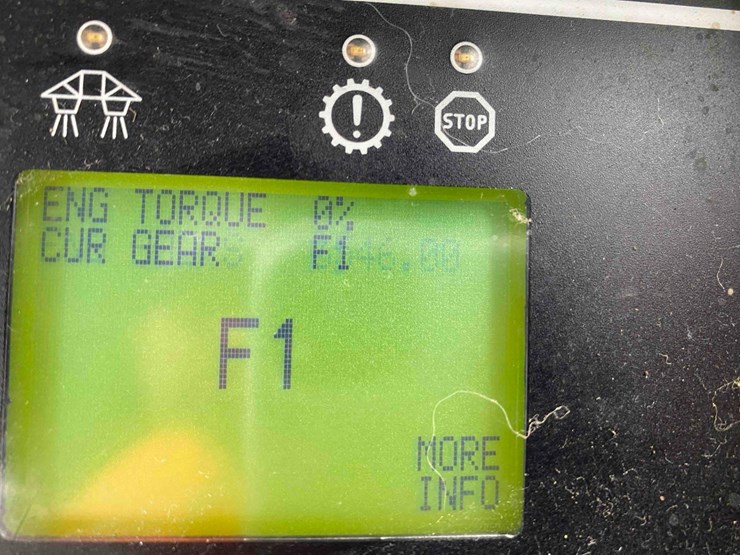 STOP
ENG TORQUE 0%
CUR GEAR F1
F1
MORE
INFO